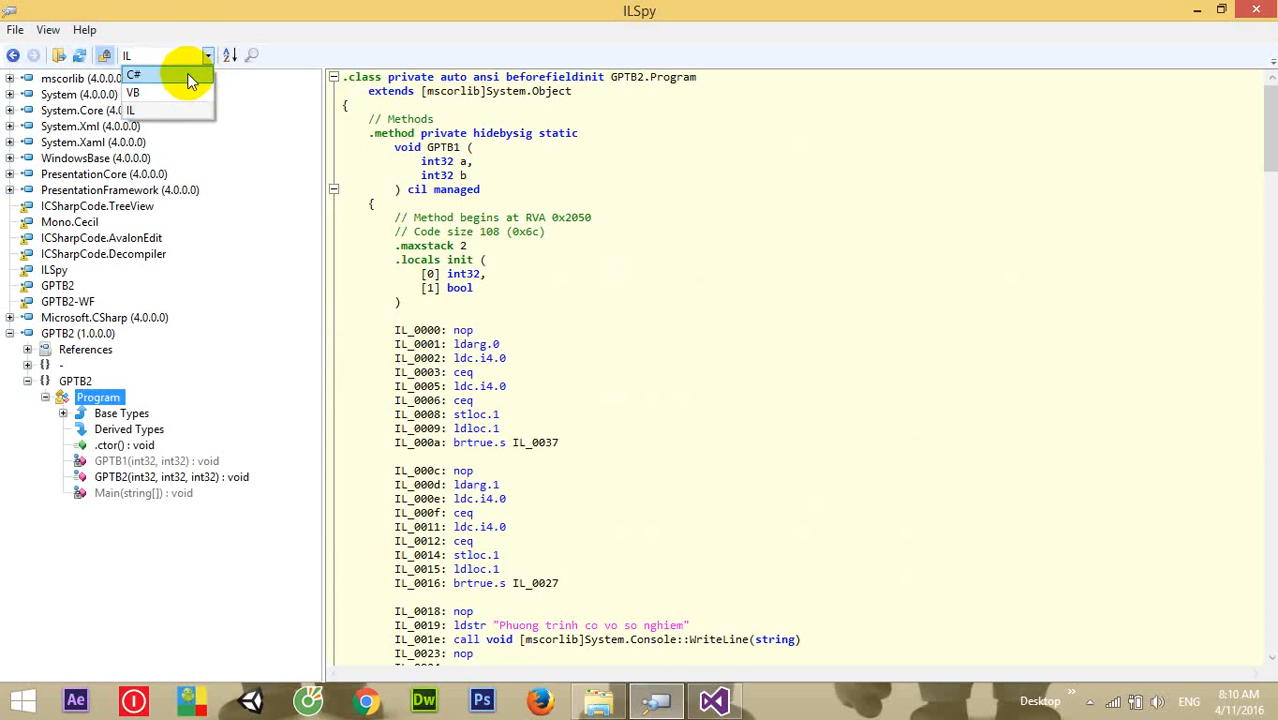 ILSpy
File View Help
IL
C#
VB
IL
mscorlib (4.0.0.0
System (4.0.0.0)
System.Core (4.0
System.Xml (4.0.0.0)
System.Xaml (4.0.0.0)
WindowsBase (4.0.0.0)
PresentationCore (4.0.0.0)
PresentationFramework (4.0.0.0)
ICSharpCode.TreeView
Mono.Cecil
ICSharpCode.AvalonEdit
ICSharpCode.Decompiler
ILSpy
GPTB2
GPTB2-WF
Microsoft.CSharp (4.0.0.0)
GPTB2 (1.0.0.0)
References
{} -
{} GPTB2
Program
Base Types
Derived Types
.ctor() : void
GPTB1(int32, int32) : void
GPTB2(int32, int32, int32) : void
Main(string[]) : void
.class private auto ansi beforefieldinit GPTB2.Program
extends [mscorlib]System.Object
{
// Methods
.method private hidebysig static
void GPTB1 (
int32 a,
int32 b
) cil managed
{
// Method begins at RVA 0x2050
// Code size 108 (0x6c)
.maxstack 2
.locals init (
[0] int32,
[1] bool
)
IL_0000: nop
IL_0001: ldarg.0
IL_0002: ldc.i4.0
IL_0003: ceq
IL_0005: ldc.i4.0
IL_0006: ceq
IL_0008: stloc.1
IL_0009: ldloc.1
IL_000a: brtrue.s IL_0037
IL_000c: nop
IL_000d: ldarg.1
IL_000e: ldc.i4.0
IL_000f: ceq
IL_0011: ldc.i4.0
IL_0012: ceq
IL_0014: stloc.1
IL_0015: ldloc.1
IL_0016: brtrue.s IL_0027
IL_0018: nop
IL_0019: ldstr "Phuong trinh co vo so nghiem"
IL_001e: call void [mscorlib]System.Console::WriteLine(string)
IL_0023: nop
Ae
Dw
Ps
Desktop
ENG
8:10 AM
4/11/2016